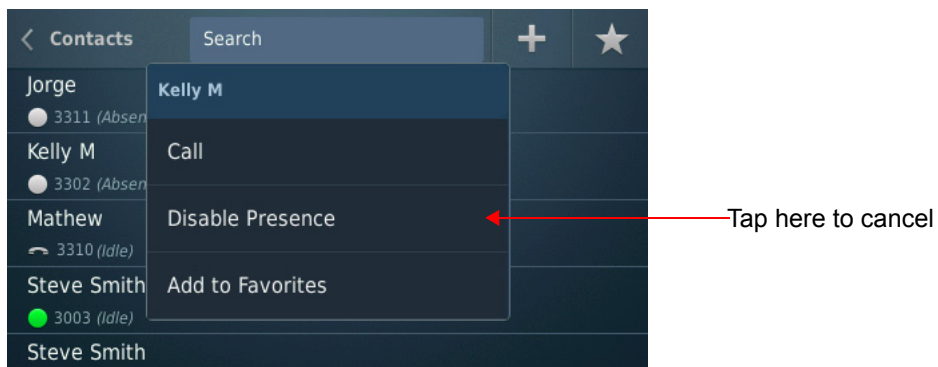 Contacts
Search
Jorge
3311 (Absen
Kelly M
Kelly M
3302 (Absen
Call
Mathew
3310 (Idle)
Disable Presence
Tap here to cancel
Steve Smith
3003 (Idle)
Add to Favorites
Steve Smith